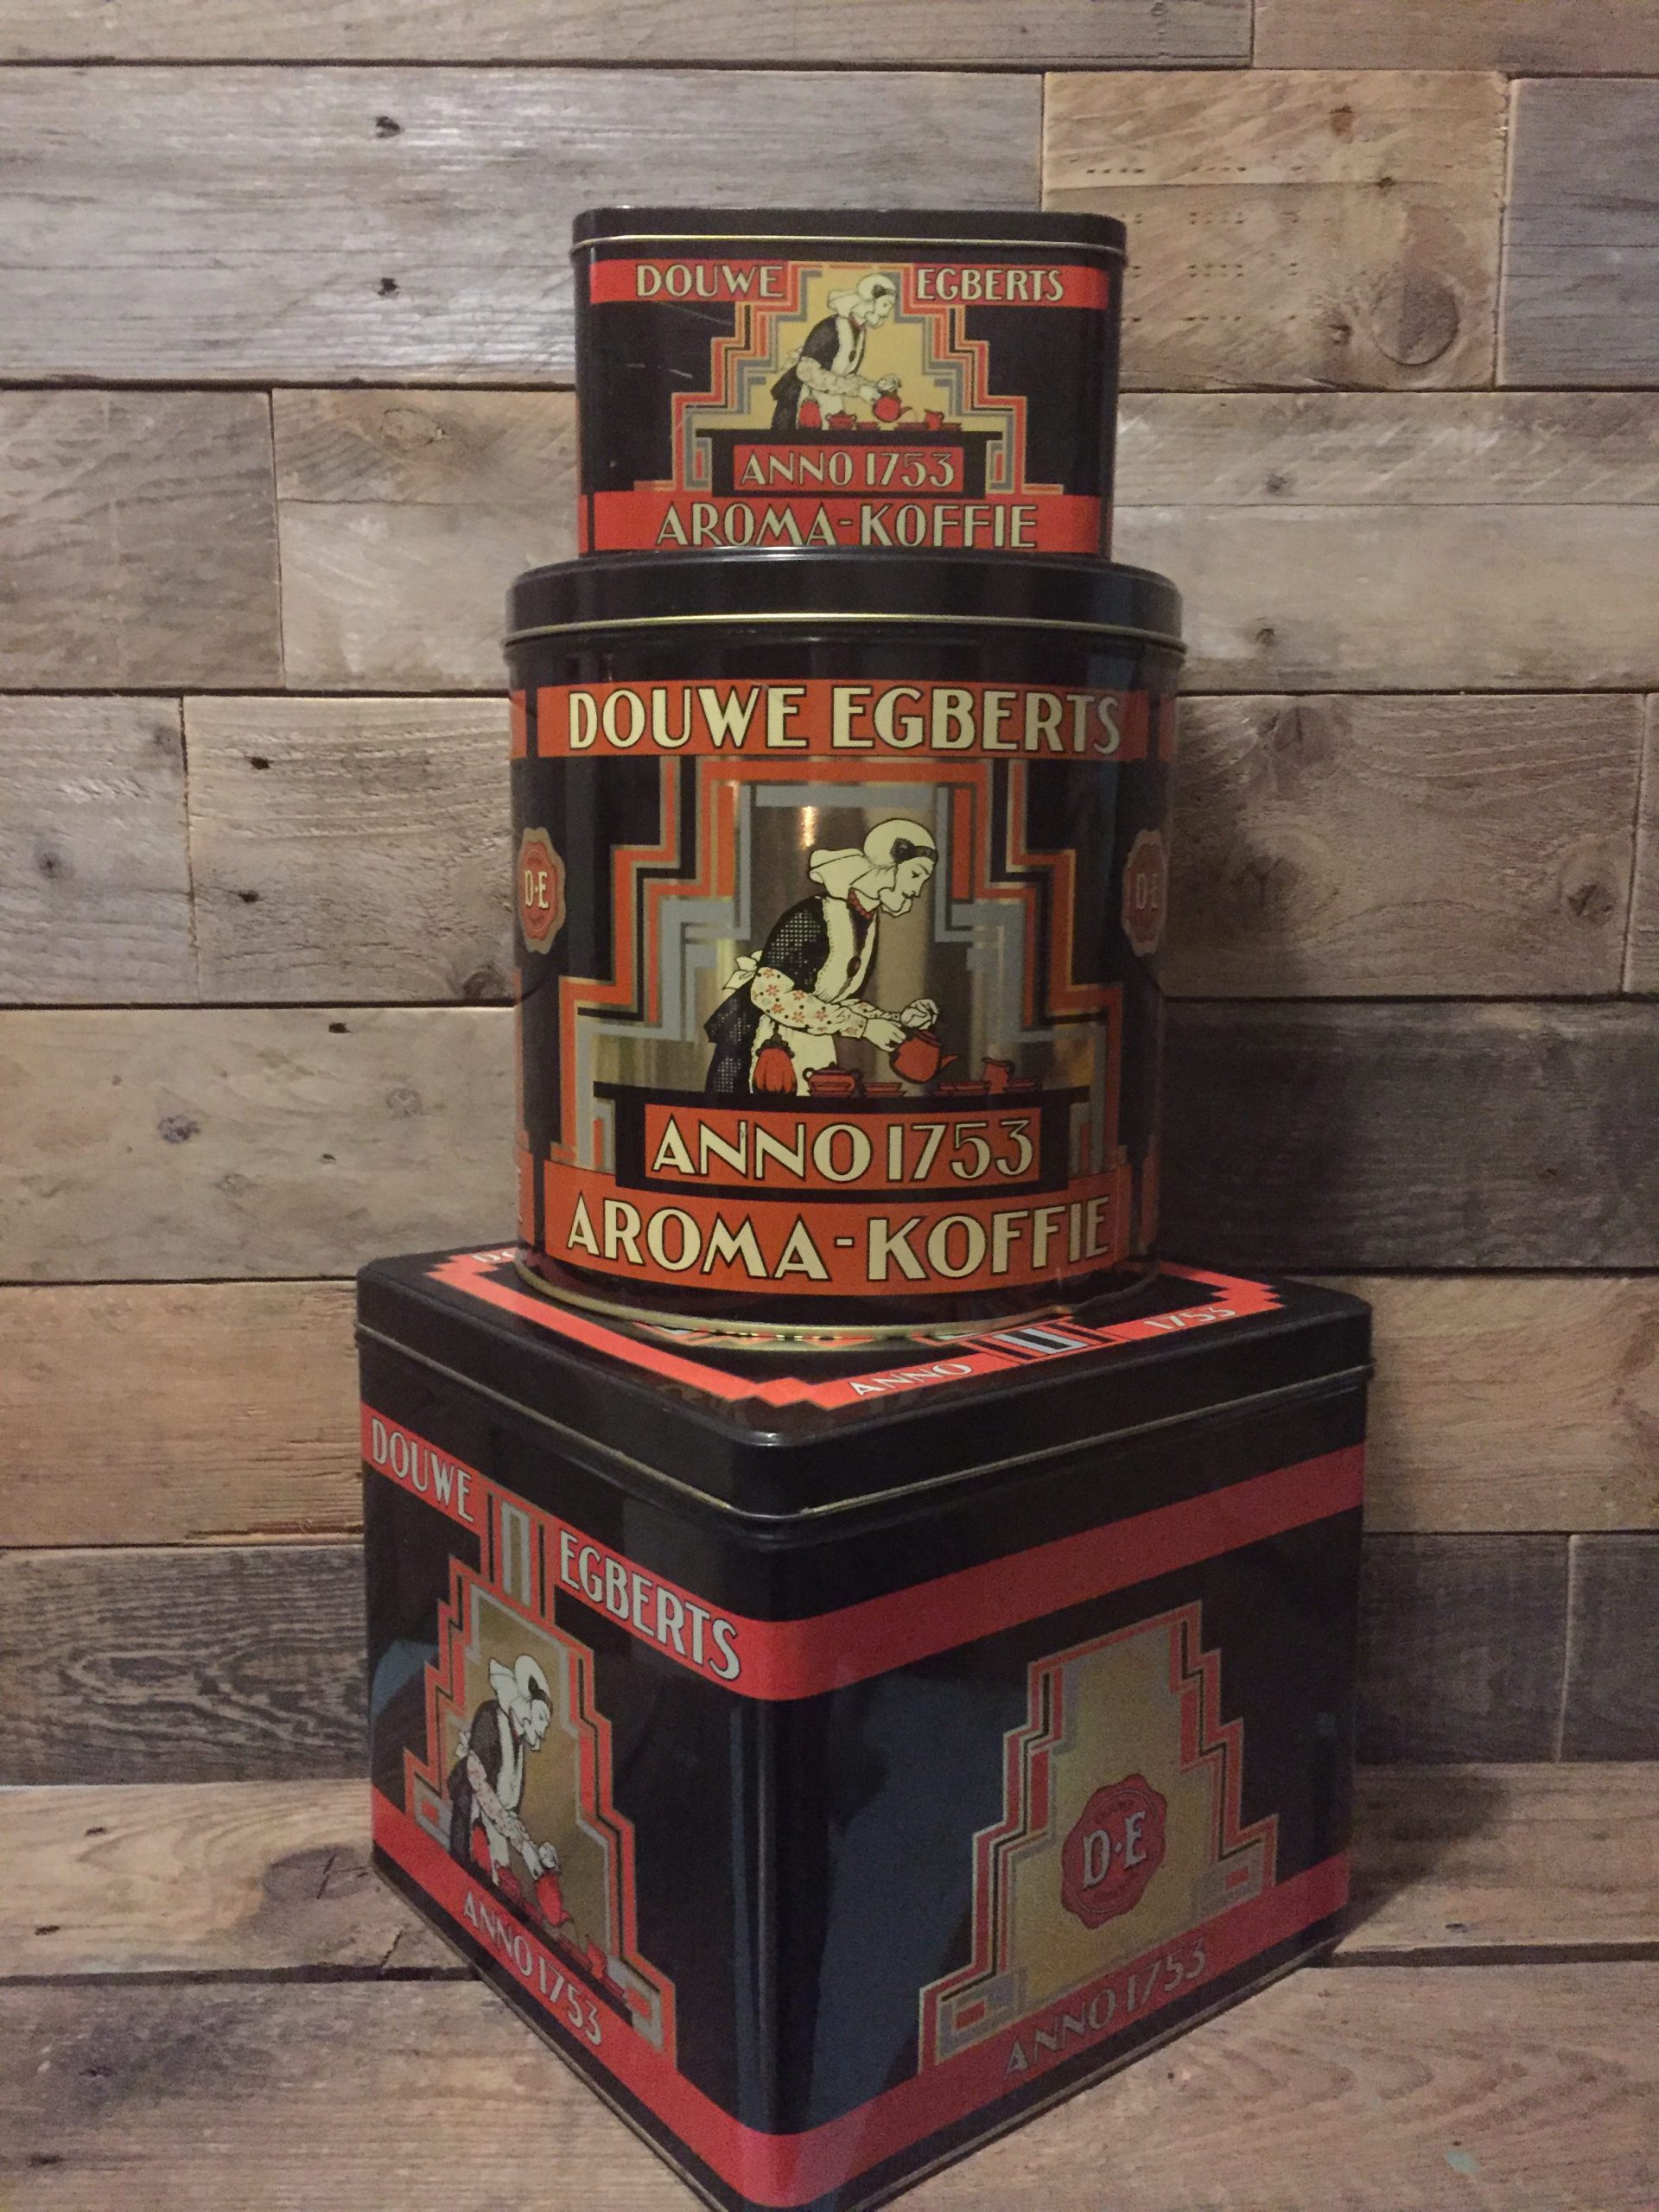 DOUWE EGBERTS
ANNO 1753
AROMA-KOFFIE
DOUWE EGBERTS
D·E
D·E
ANNO 1753
AROMA-KOFFIE
ANNO 1753
DOUWE EGBERTS
D·E
ANNO 1753
ANNO 1753